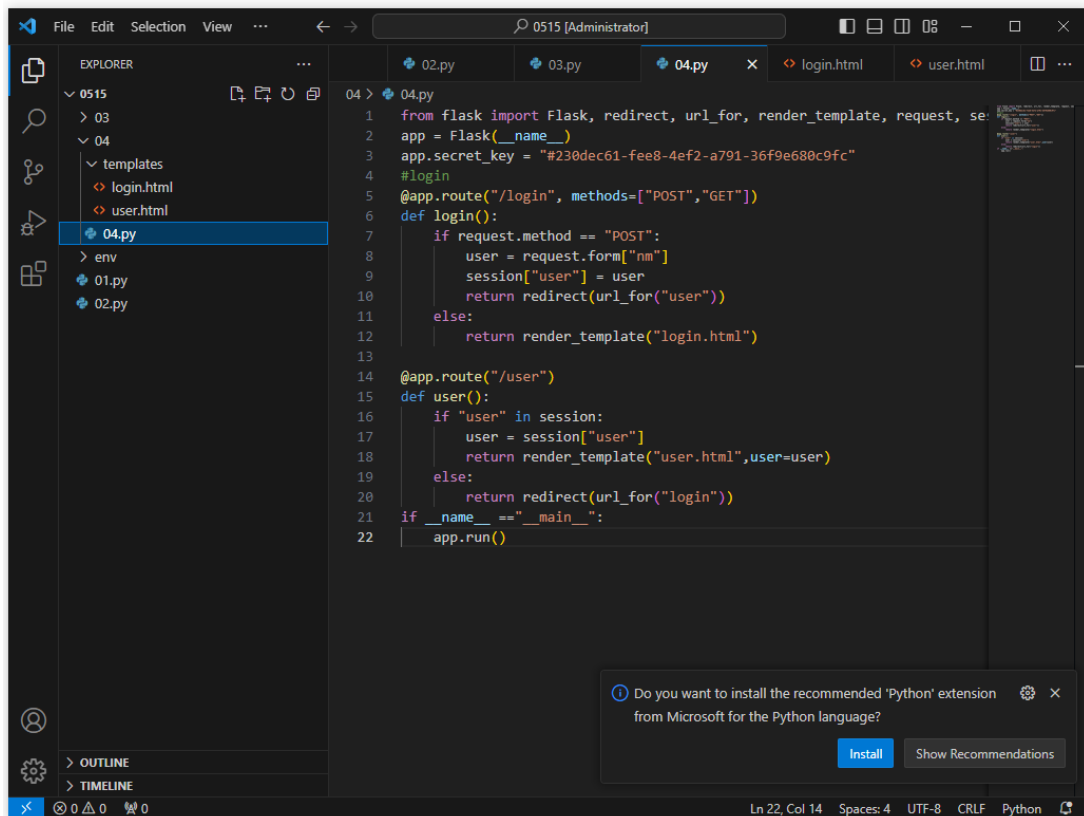 File Edit Selection View ··· 0515 [Administrator]
EXPLORER ···
02.py 03.py 04.py login.html user.html ···
0515
03
04
templates
login.html
user.html
04.py
env
01.py
02.py
04 > 04.py
1 from flask import Flask, redirect, url_for, render_template, request, se
2 app = Flask(__name__)
3 app.secret_key = "#230dec61-fee8-4ef2-a791-36f9e680c9fc"
4 #login
5 @app.route("/login", methods=["POST","GET"])
6 def login():
7     if request.method == "POST":
8         user = request.form["nm"]
9         session["user"] = user
10         return redirect(url_for("user"))
11     else:
12         return render_template("login.html")
13
14 @app.route("/user")
15 def user():
16     if "user" in session:
17         user = session["user"]
18         return render_template("user.html",user=user)
19     else:
20         return redirect(url_for("login"))
21 if __name__ =="__main__":
22     app.run()
Do you want to install the recommended 'Python' extension
from Microsoft for the Python language?
Install Show Recommendations
OUTLINE
TIMELINE
0 0 0 Ln 22, Col 14 Spaces: 4 UTF-8 CRLF Python